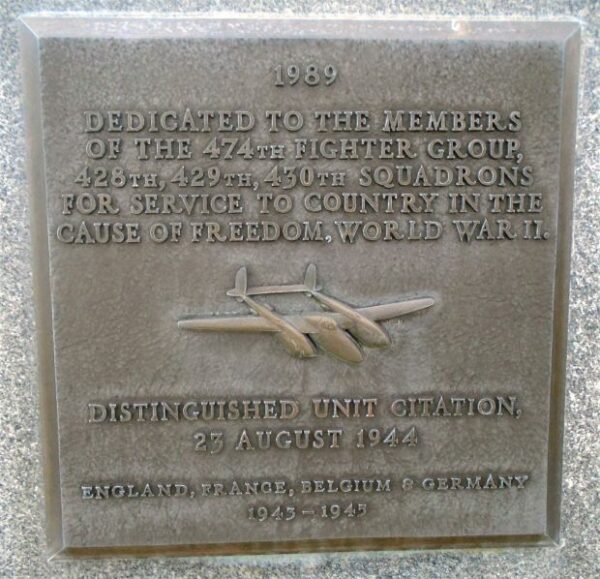 1989
DEDICATED TO THE MEMBERS
OF THE 474TH FIGHTER GROUP,
428TH, 429TH, 430TH SQUADRONS
FOR SERVICE TO COUNTRY IN THE
CAUSE OF FREEDOM, WORLD WAR II.
DISTINGUISHED UNIT CITATION,
23 AUGUST 1944
ENGLAND, FRANCE, BELGIUM & GERMANY
1943 – 1945